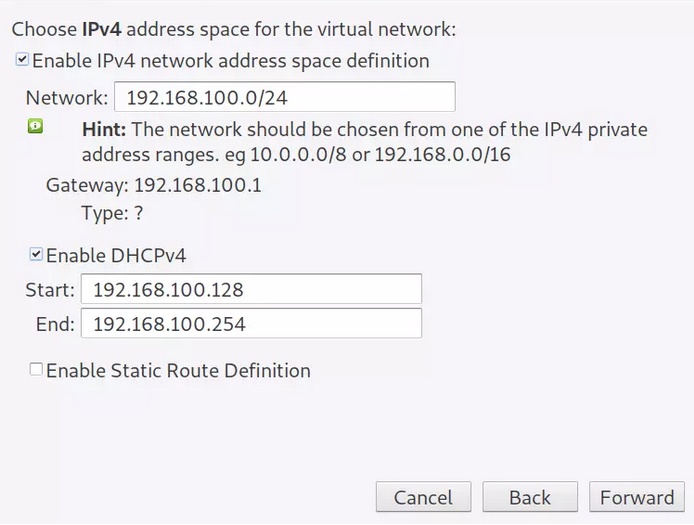 Choose IPv4 address space for the virtual network:
Enable IPv4 network address space definition
Network: 192.168.100.0/24
Hint: The network should be chosen from one of the IPv4 private
address ranges. eg 10.0.0.0/8 or 192.168.0.0/16
Gateway: 192.168.100.1
Type: ?
Enable DHCPv4
Start: 192.168.100.128
End: 192.168.100.254
Enable Static Route Definition
Cancel Back Forward